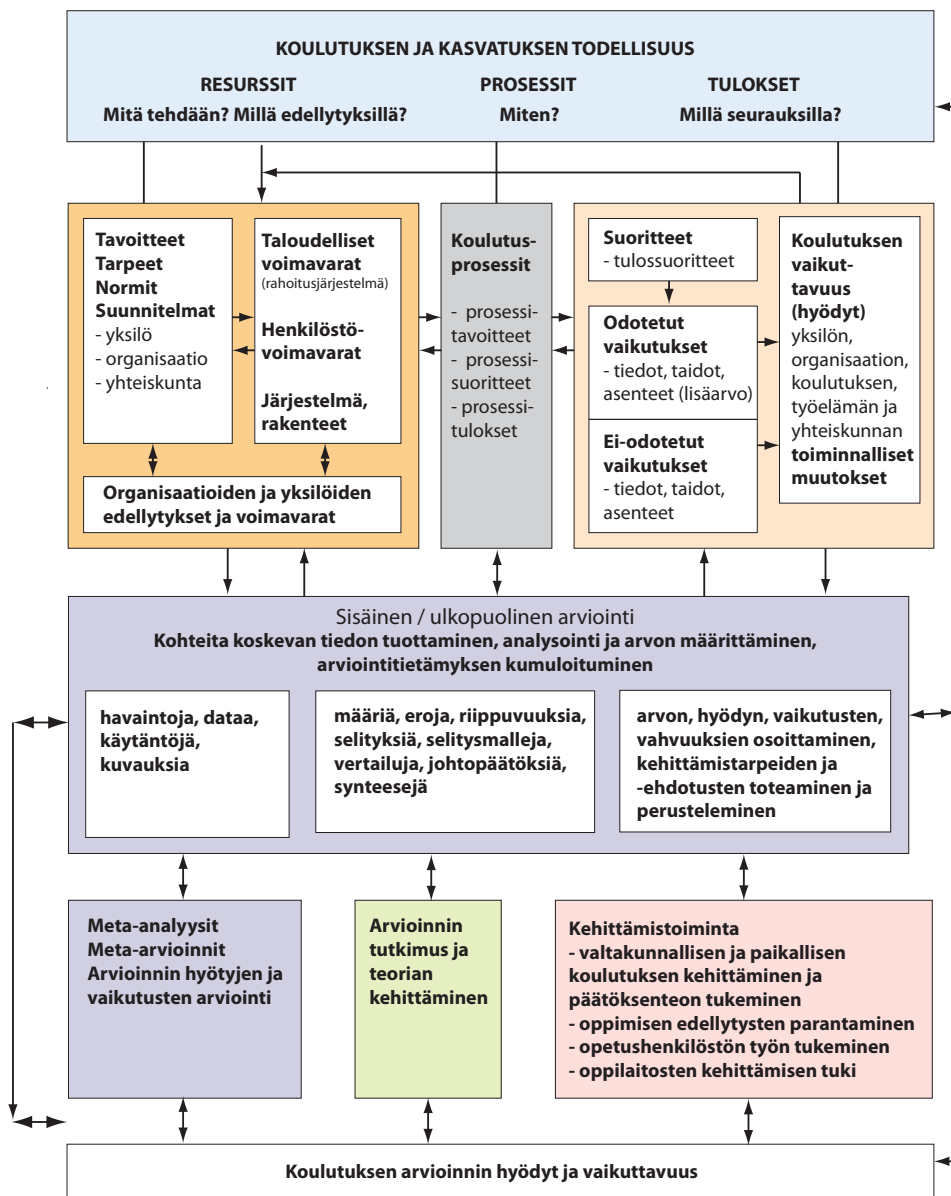 KOULUTUKSEN JA KASVATUKSEN TODELLISUUS
RESURSSIT
Mitä tehdään? Millä edellytyksillä?
PROSESSIT
Miten?
TULOKSET
Millä seurauksilla?
Tavoitteet
Tarpeet
Normit
Suunnitelmat
- yksilö
- organisaatio
- yhteiskunta
Taloudelliset
voimavarat
(rahoitusjärjestelmä)
Henkilöstö-
voimavarat
Järjestelmä,
rakenteet
Organisaatioiden ja yksilöiden
edellytykset ja voimavarat
Koulutus-
prosessit
- prosessi-
tavoitteet
- prosessi-
suoritteet
- prosessi-
tulokset
Suoritteet
- tulossuoritteet
Odotetut
vaikutukset
- tiedot, taidot,
asenteet (lisäarvo)
Ei-odotetut
vaikutukset
- tiedot, taidot,
asenteet
Koulutuksen
vaikut-
tavuus
(hyödyt)
yksilön,
organisaation,
koulutuksen,
työelämän ja
yhteiskunnan
toiminnalliset
muutokset
Sisäinen / ulkopuolinen arviointi
Kohteita koskevan tiedon tuottaminen, analysointi ja arvon määrittäminen,
arviointitietämyksen kumuloituminen
havaintoja, dataa,
käytäntöjä,
kuvauksia
määriä, eroja, riippuvuuksia,
selityksiä, selitysmalleja,
vertailuja, johtopäätöksiä,
synteesejä
arvon, hyödyn, vaikutusten,
vahvuuksien osoittaminen,
kehittämistarpeiden ja
-ehdotusten toteaminen ja
perusteleminen
Meta-analyysit
Meta-arvioinnit
Arvioinnin hyötyjen ja
vaikutusten arviointi
Arvioinnin
tutkimus ja
teorian
kehittäminen
Kehittämistoiminta
- valtakunnallisen ja paikallisen
koulutuksen kehittäminen ja
päätöksenteon tukeminen
- oppimisen edellytysten parantaminen
- opetushenkilöstön työn tukeminen
- oppilaitosten kehittämisen tuki
Koulutuksen arvioinnin hyödyt ja vaikuttavuus